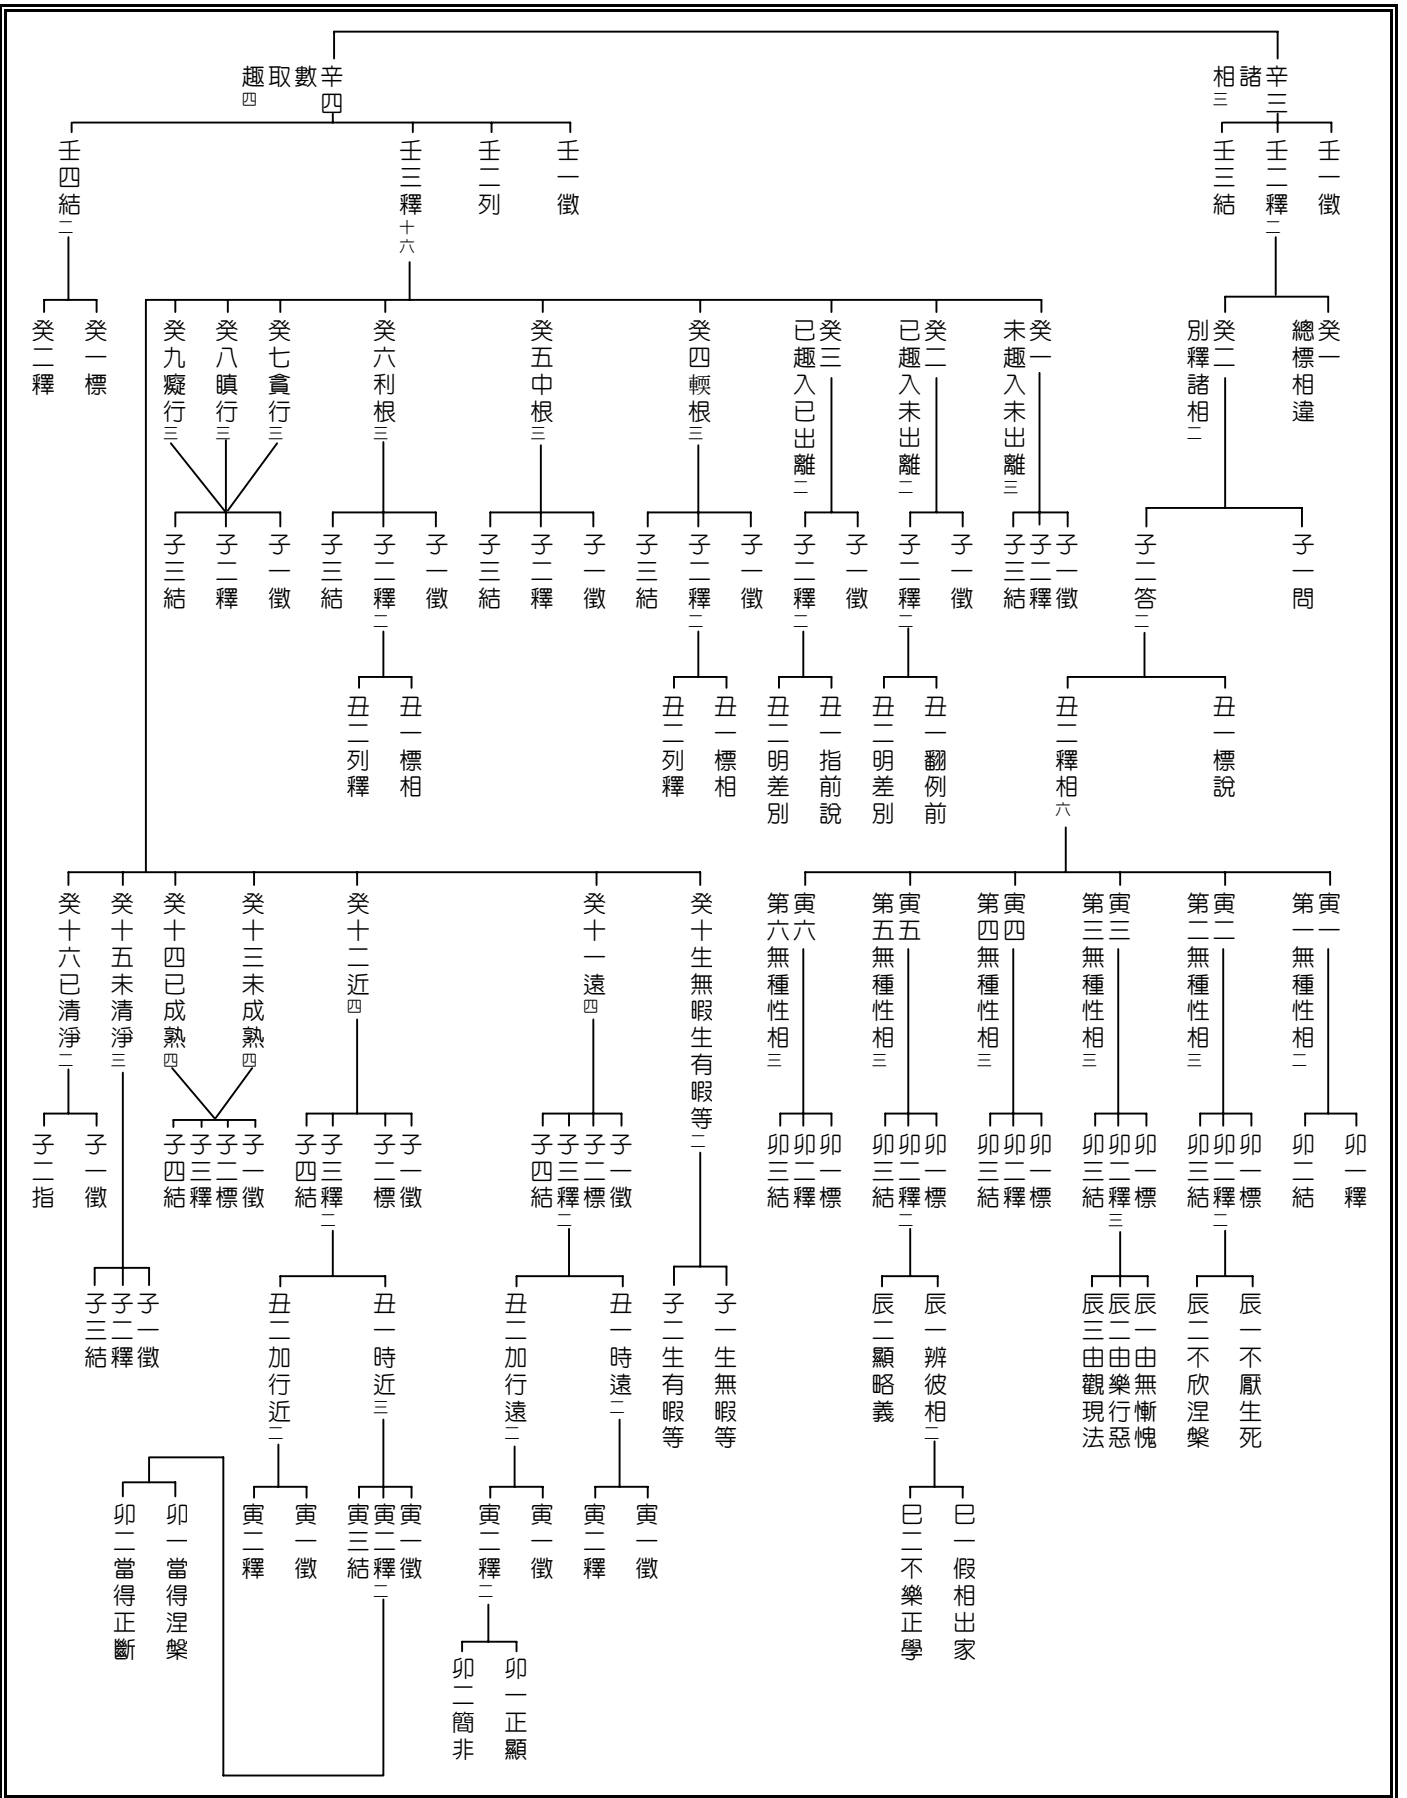 辛三諸相三
壬一徵
壬二釋二
壬三結
癸一總標相違
癸二別釋諸相二
子一問
子二答二
丑一標說
丑二釋相六
寅一第一無種性相二
寅二第二無種性相三
寅三第三無種性相三
寅四第四無種性相三
寅五第五無種性相三
寅六第六無種性相三
卯一釋
卯二結
卯一標
卯二釋二
卯三結
卯一標
卯二釋三
卯三結
卯一標
卯二釋
卯三結
卯一標
卯二釋二
卯三結
卯一標
卯二釋
卯三結
辰一不厭生死
辰二不欣涅槃
辰一由無慚愧
辰二由樂行惡
辰三由觀現法
辰一辨彼相二
辰二顯略義
巳一假相出家
巳二不樂正學
辛四數取趣四
壬一徵
壬二列
壬三釋十六
壬四結二
癸一標
癸二釋
癸一未趣入未出離三
癸二已趣入未出離二
癸三已趣入已出離二
癸四輭根三
癸五中根三
癸六利根三
癸七貪行三
癸八瞋行三
癸九癡行三
子一徵
子二釋
子三結
子一徵
子二釋二
子一徵
子二釋二
子一徵
子二釋二
子三結
子一徵
子二釋
子三結
子一徵
子二釋二
子三結
子一徵
子二釋
子三結
丑一翻例前
丑二明差別
丑一指前說
丑二明差別
丑一標相
丑二列釋
丑一標相
丑二列釋
癸十生無暇生有暇等二
癸十一遠四
癸十二近四
癸十三未成熟四
癸十四已成熟四
癸十五未清淨三
癸十六已清淨二
子一徵
子二標
子三釋二
子四結
子一徵
子二標
子三釋二
子四結
子一徵
子二標
子三釋
子四結
子一徵
子二指
子一生無暇等
子二生有暇等
丑一時遠二
丑二加行遠二
丑一時近三
丑二加行近二
子一徵
子二釋
子三結
寅一徵
寅二釋
寅一徵
寅二釋二
寅一徵
寅二釋二
寅三結
寅一徵
寅二釋
卯一當得涅槃
卯二當得正斷
卯一正顯
卯二簡非